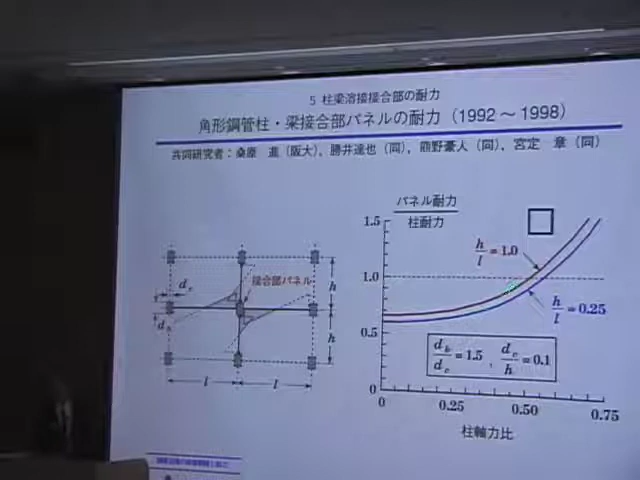 5 柱梁溶接接合部の耐力
角形鋼管柱・梁接合部パネルの耐力（1992～1998）
共同研究者：桑原 進（阪大），勝井達也（同），熊野豪人（同），宮定 章（同）
パネル耐力
柱耐力
1.5
1.0
0.5
0
0 0.25 0.50 0.75
柱軸力比
h/l = 1.0
h/l = 0.25
d_b/d_c = 1.5 , d_c/h = 0.1
接合部パネル
d_c
d_b
h
h
l l